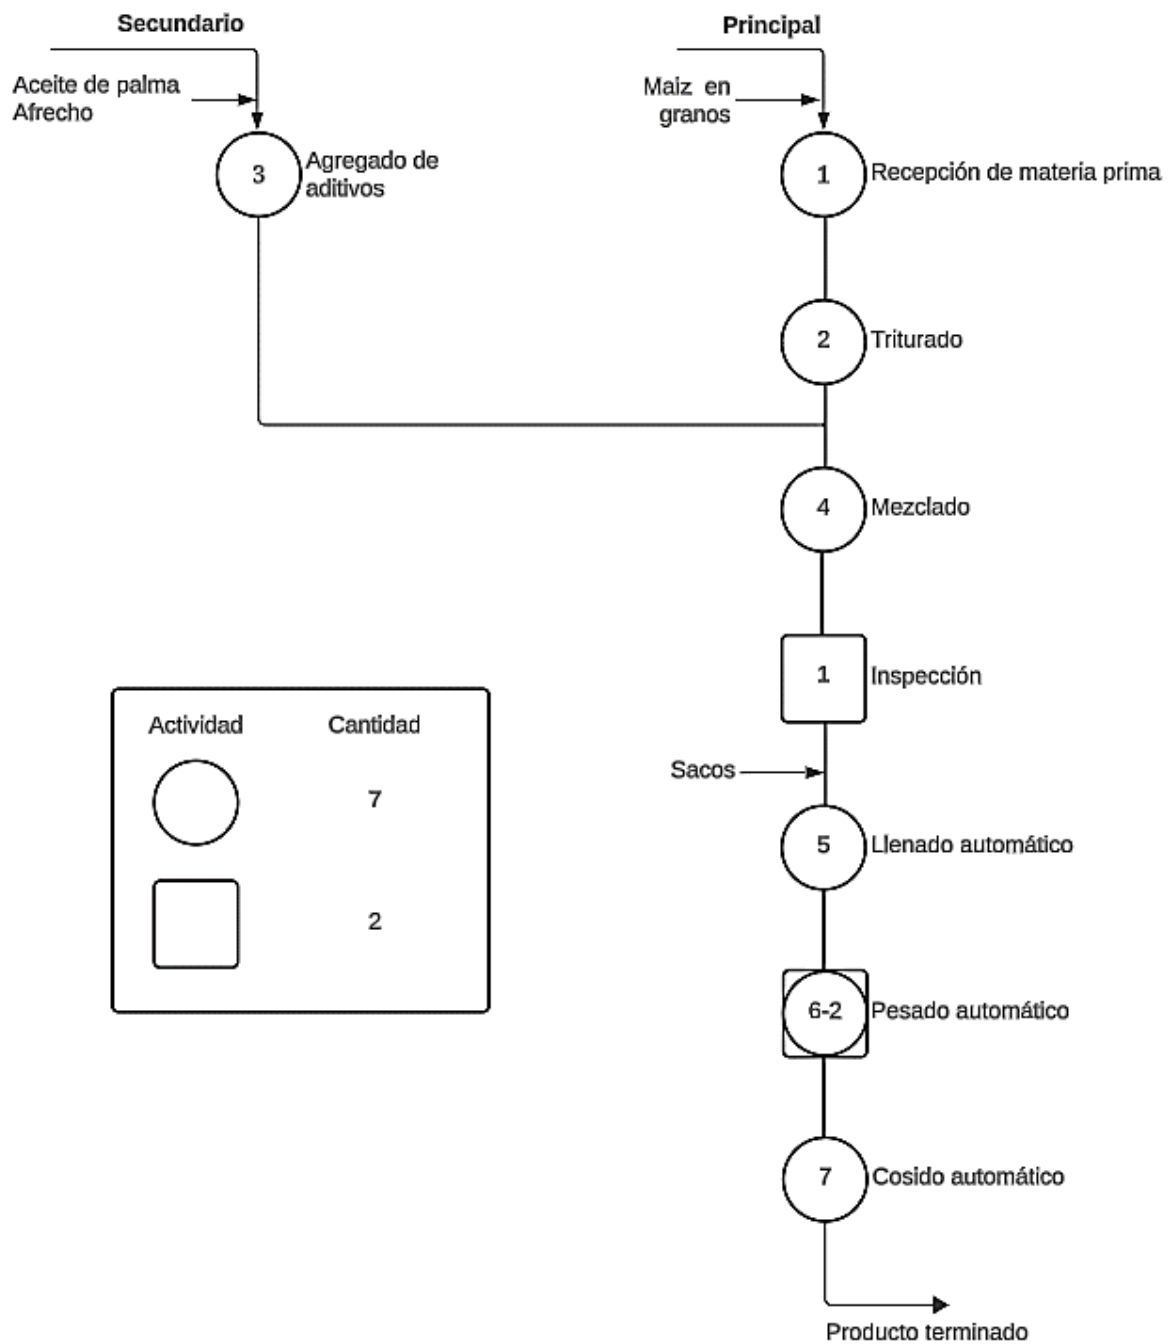 Secundario
Principal
Aceite de palma
Afrecho
Maiz en
granos
3
Agregado de
aditivos
1
Recepción de materia prima
2
Triturado
4
Mezclado
1
Inspección
Actividad
Cantidad
7
2
Sacos
5
Llenado automático
6-2
Pesado automático
7
Cosido automático
Producto terminado